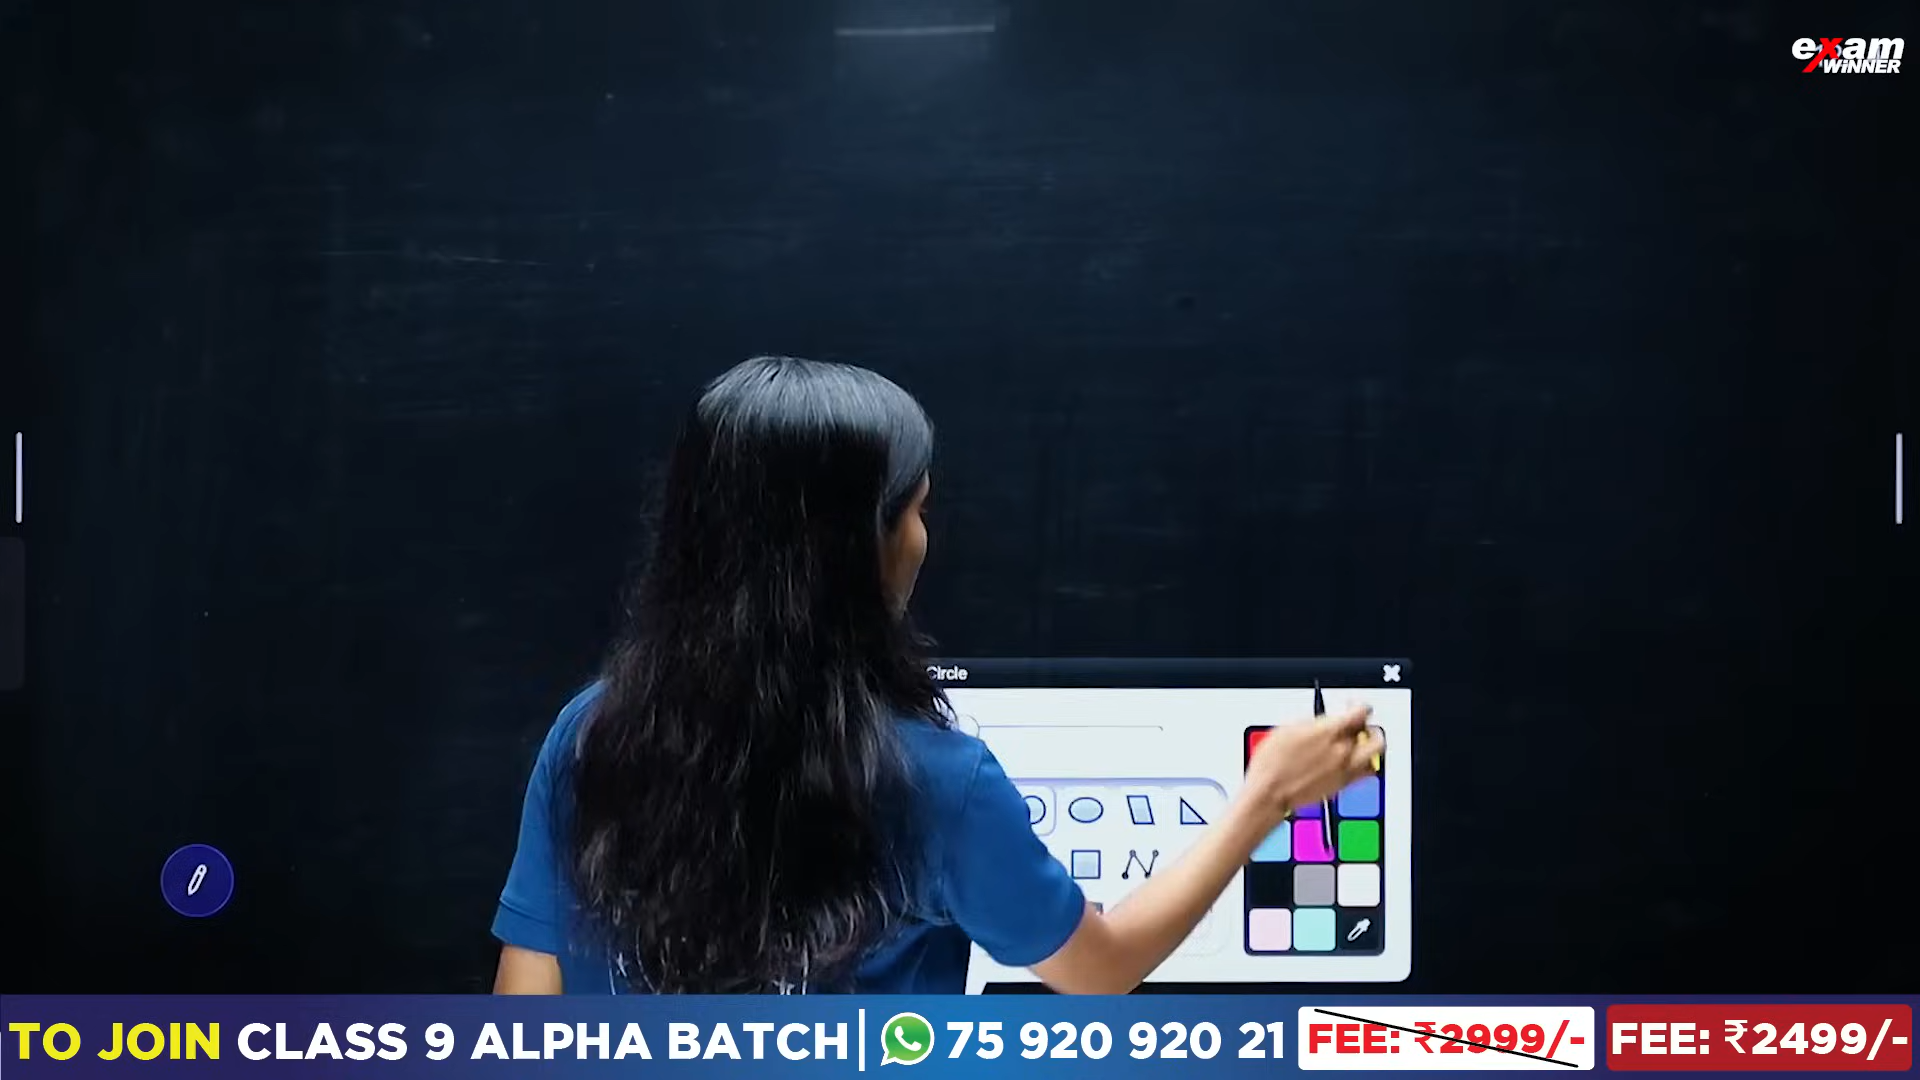 exam
WINNER
Circle
TO JOIN CLASS 9 ALPHA BATCH | 75 920 920 21 FEE: ₹2999/- FEE: ₹2499/-